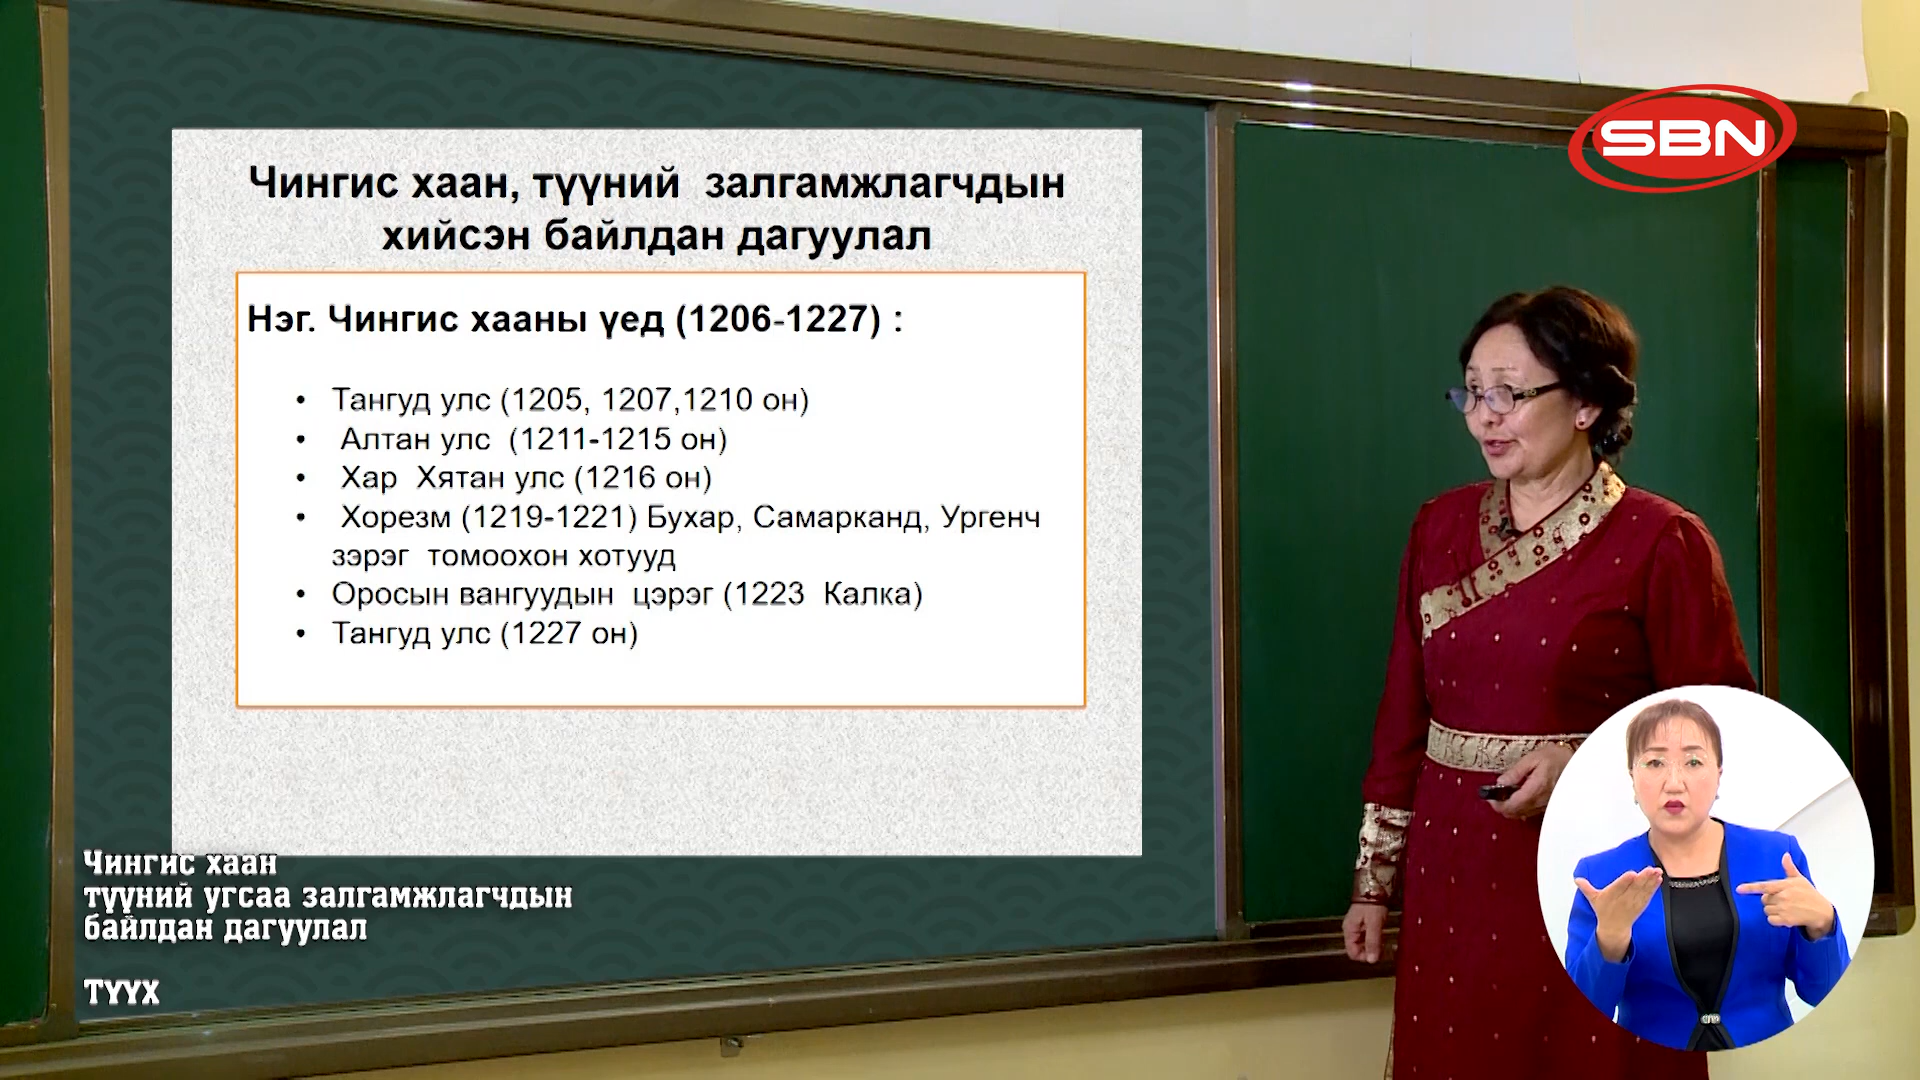 SBN
Чингис хаан, түүний залгамжлагчдын
хийсэн байлдан дагуулал
Нэг. Чингис хааны үед (1206-1227) :
• Тангуд улс (1205, 1207,1210 он)
• Алтан улс (1211-1215 он)
• Хар Хятан улс (1216 он)
• Хорезм (1219-1221) Бухар, Самарканд, Ургенч
зэрэг томоохон хотууд
• Оросын вангуудын цэрэг (1223 Калка)
• Тангуд улс (1227 он)
Чингис хаан
түүний угсаа залгамжлагчдын
байлдан дагуулал
ТҮҮХ